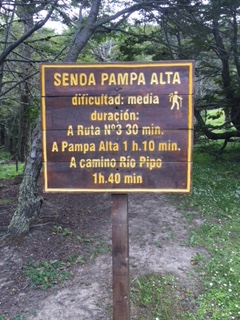 SENDA PAMPA ALTA
dificultad: media
duración:
A Ruta Nº3 30 min.
A Pampa Alta 1 h.10 min.
A camino Río Pipo
1h.40 min